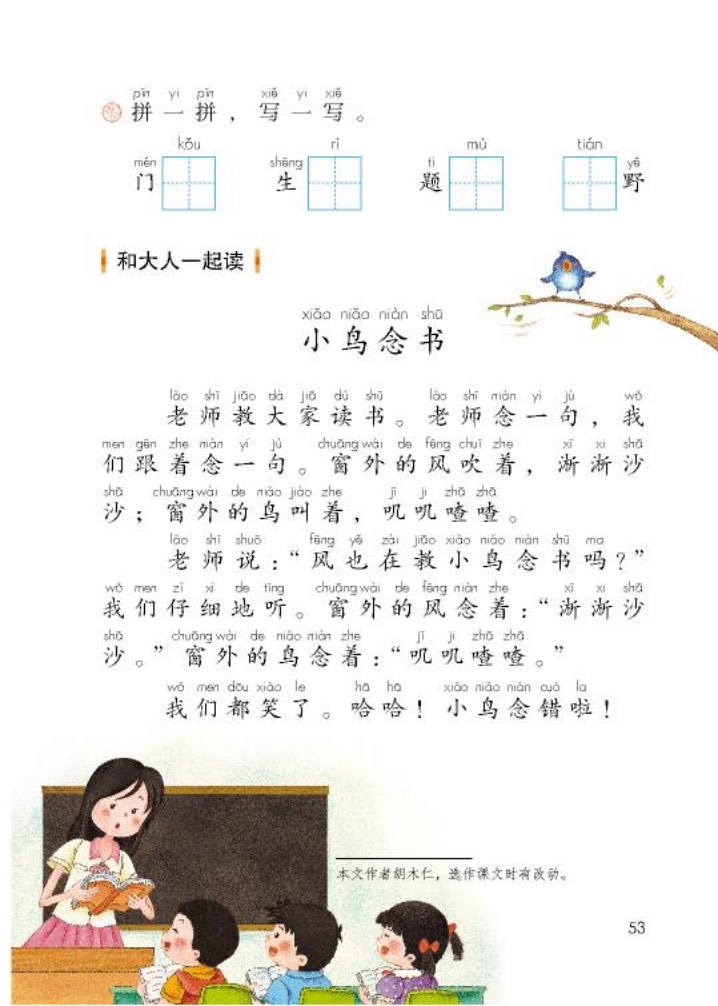 pīn yi pīn xiě yi xiě
拼一拼，写一写。
kǒu rì mù tián
mén shēng tí yě
门 生 题 野
和大人一起读
xiǎo niǎo niàn shū
小鸟念书
lǎo shī jiāo dà jiā dú shū lǎo shī niàn yí jù wǒ
老师教大家读书。老师念一句，我
men gēn zhe niàn yí jù chuāng wài de fēng chuī zhe xī xī shā
们跟着念一句。窗外的风吹着，淅淅沙
shā chuāng wài de niǎo jiào zhe jī ji zhā zhā
沙；窗外的鸟叫着，叽叽喳喳。
lǎo shī shuō fēng yě zài jiāo xiǎo niǎo niàn shū ma
老师说：“风也在教小鸟念书吗？”
wǒ men zǐ xì de tīng chuāng wài de fēng niàn zhe xī xī shā
我们仔细地听。窗外的风念着：“淅淅沙
shā chuāng wài de niǎo niàn zhe jī ji zhā zhā
沙。”窗外的鸟念着：“叽叽喳喳。”
wǒ men dōu xiào le hā hā xiǎo niǎo niàn cuò la
我们都笑了。哈哈！小鸟念错啦！
本文作者胡木仁，选作课文时有改动。
53